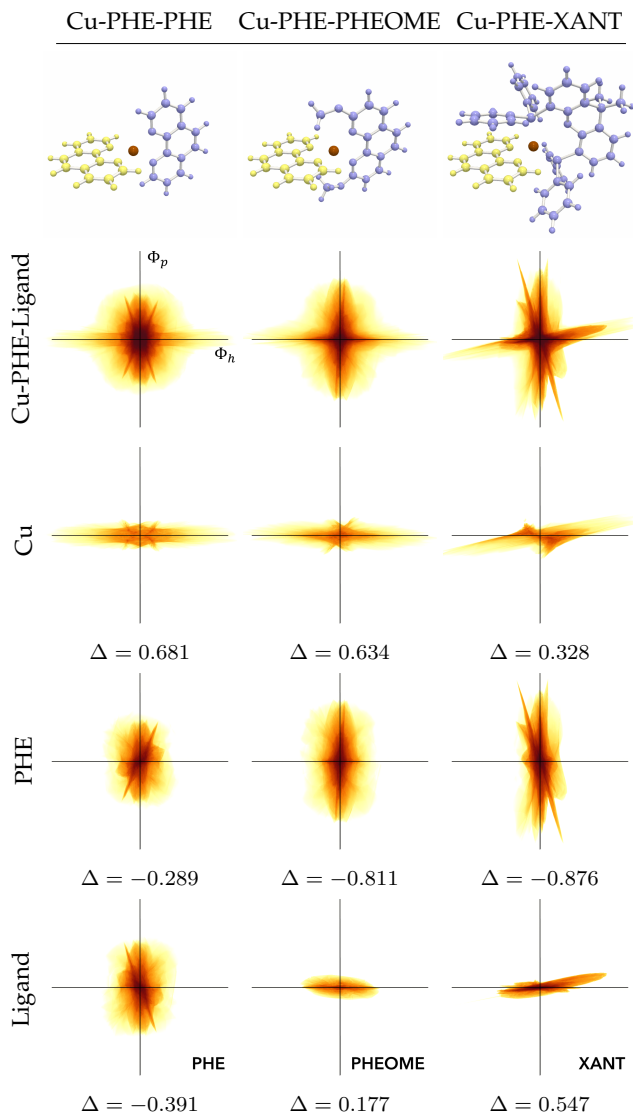 Cu-PHE-PHE Cu-PHE-PHEOME Cu-PHE-XANT
Cu-PHE-Ligand
Φp
Φh
Cu
Δ = 0.681 Δ = 0.634 Δ = 0.328
PHE
Δ = −0.289 Δ = −0.811 Δ = −0.876
Ligand
PHE PHEOME XANT
Δ = −0.391 Δ = 0.177 Δ = 0.547